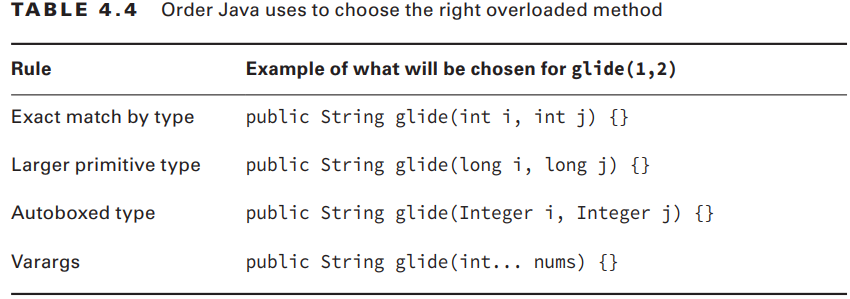 TABLE 4.4 Order Java uses to choose the right overloaded method
Rule Example of what will be chosen for glide(1,2)
Exact match by type public String glide(int i, int j) {}
Larger primitive type public String glide(long i, long j) {}
Autoboxed type public String glide(Integer i, Integer j) {}
Varargs public String glide(int... nums) {}